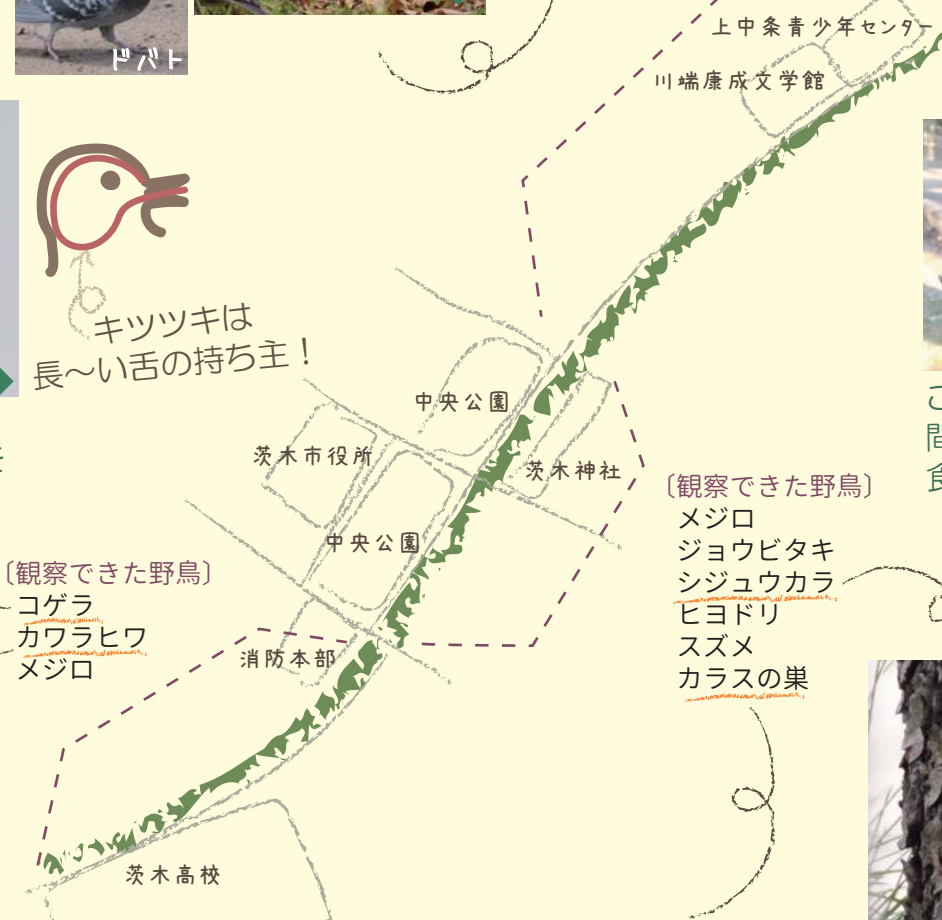 ドバト
上中条青少年センター
川端康成文学館
キツツキは
長～い舌の持ち主！
中央公園
茨木市役所
茨木神社
中央公園
消防本部
茨木高校
〔観察できた野鳥〕
コゲラ
カワラヒワ
メジロ
〔観察できた野鳥〕
メジロ
ジョウビタキ
シジュウカラ
ヒヨドリ
スズメ
カラスの巣
間